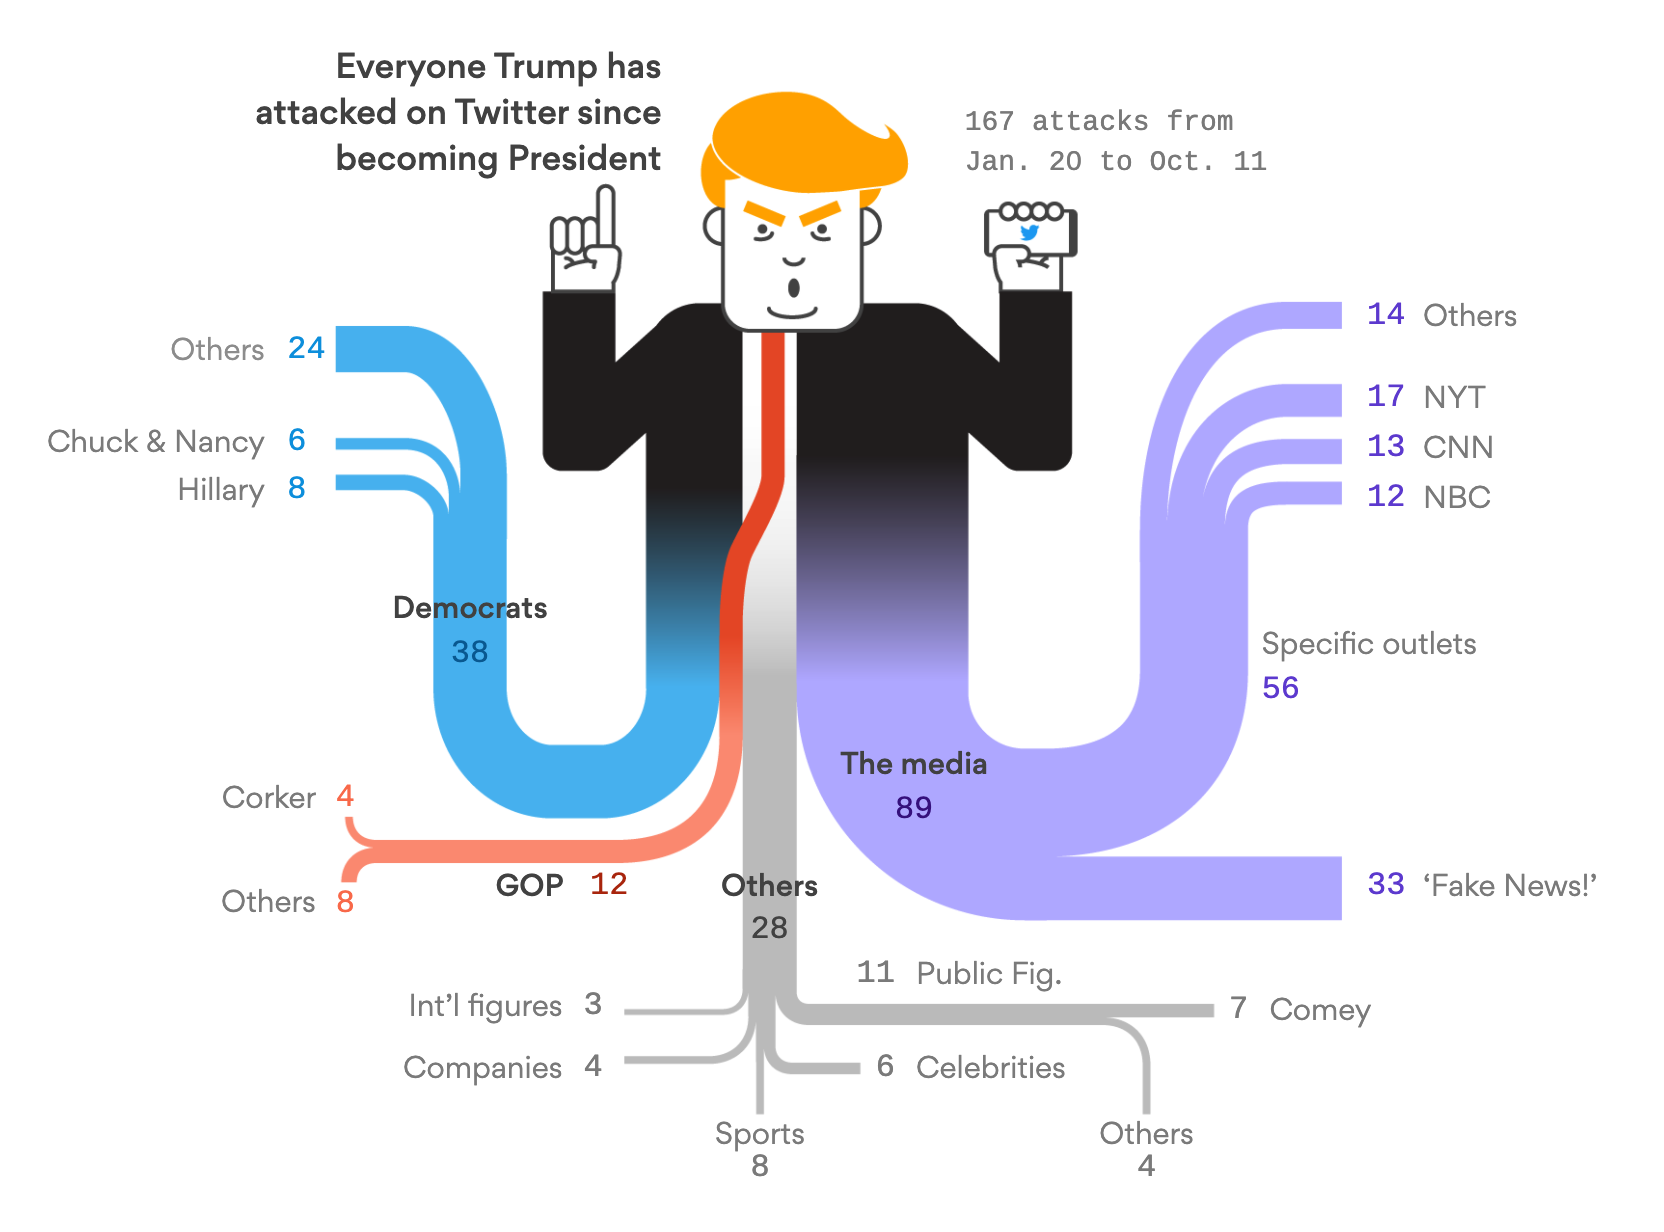 Everyone Trump has
attacked on Twitter since
becoming President
167 attacks from
Jan. 20 to Oct. 11
Others 24
Chuck & Nancy 6
Hillary 8
Democrats
38
14 Others
17 NYT
13 CNN
12 NBC
Specific outlets
56
The media
89
33 ‘Fake News!’
Corker 4
Others 8
GOP 12
Others
28
11 Public Fig.
7 Comey
Int’l figures 3
Companies 4
6 Celebrities
Sports
8
Others
4